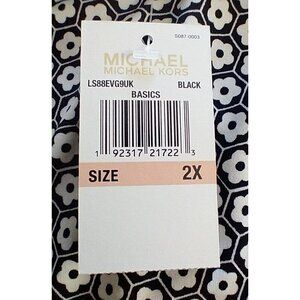 5087 0003
MICHAEL
MICHAEL KORS
LS88EVG9UK BLACK
BASICS
1 92317 21722 3
SIZE 2X